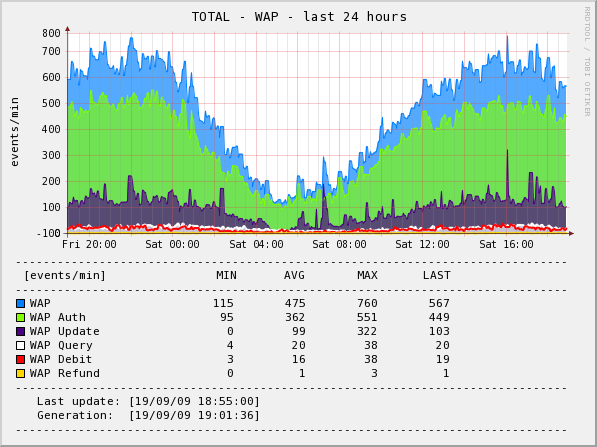 TOTAL - WAP - last 24 hours
RRDTOOL / TOBI OETIKER
events/min
800
700
600
500
400
300
200
100
-100
Fri 20:00 Sat 00:00 Sat 04:00 Sat 08:00 Sat 12:00 Sat 16:00
[events/min] MIN AVG MAX LAST
WAP 115 475 760 567
WAP Auth 95 362 551 449
WAP Update 0 99 322 103
WAP Query 4 20 38 20
WAP Debit 3 16 38 19
WAP Refund 0 1 3 1
Last update: [19/09/09 18:55:00]
Generation: [19/09/09 19:01:36]